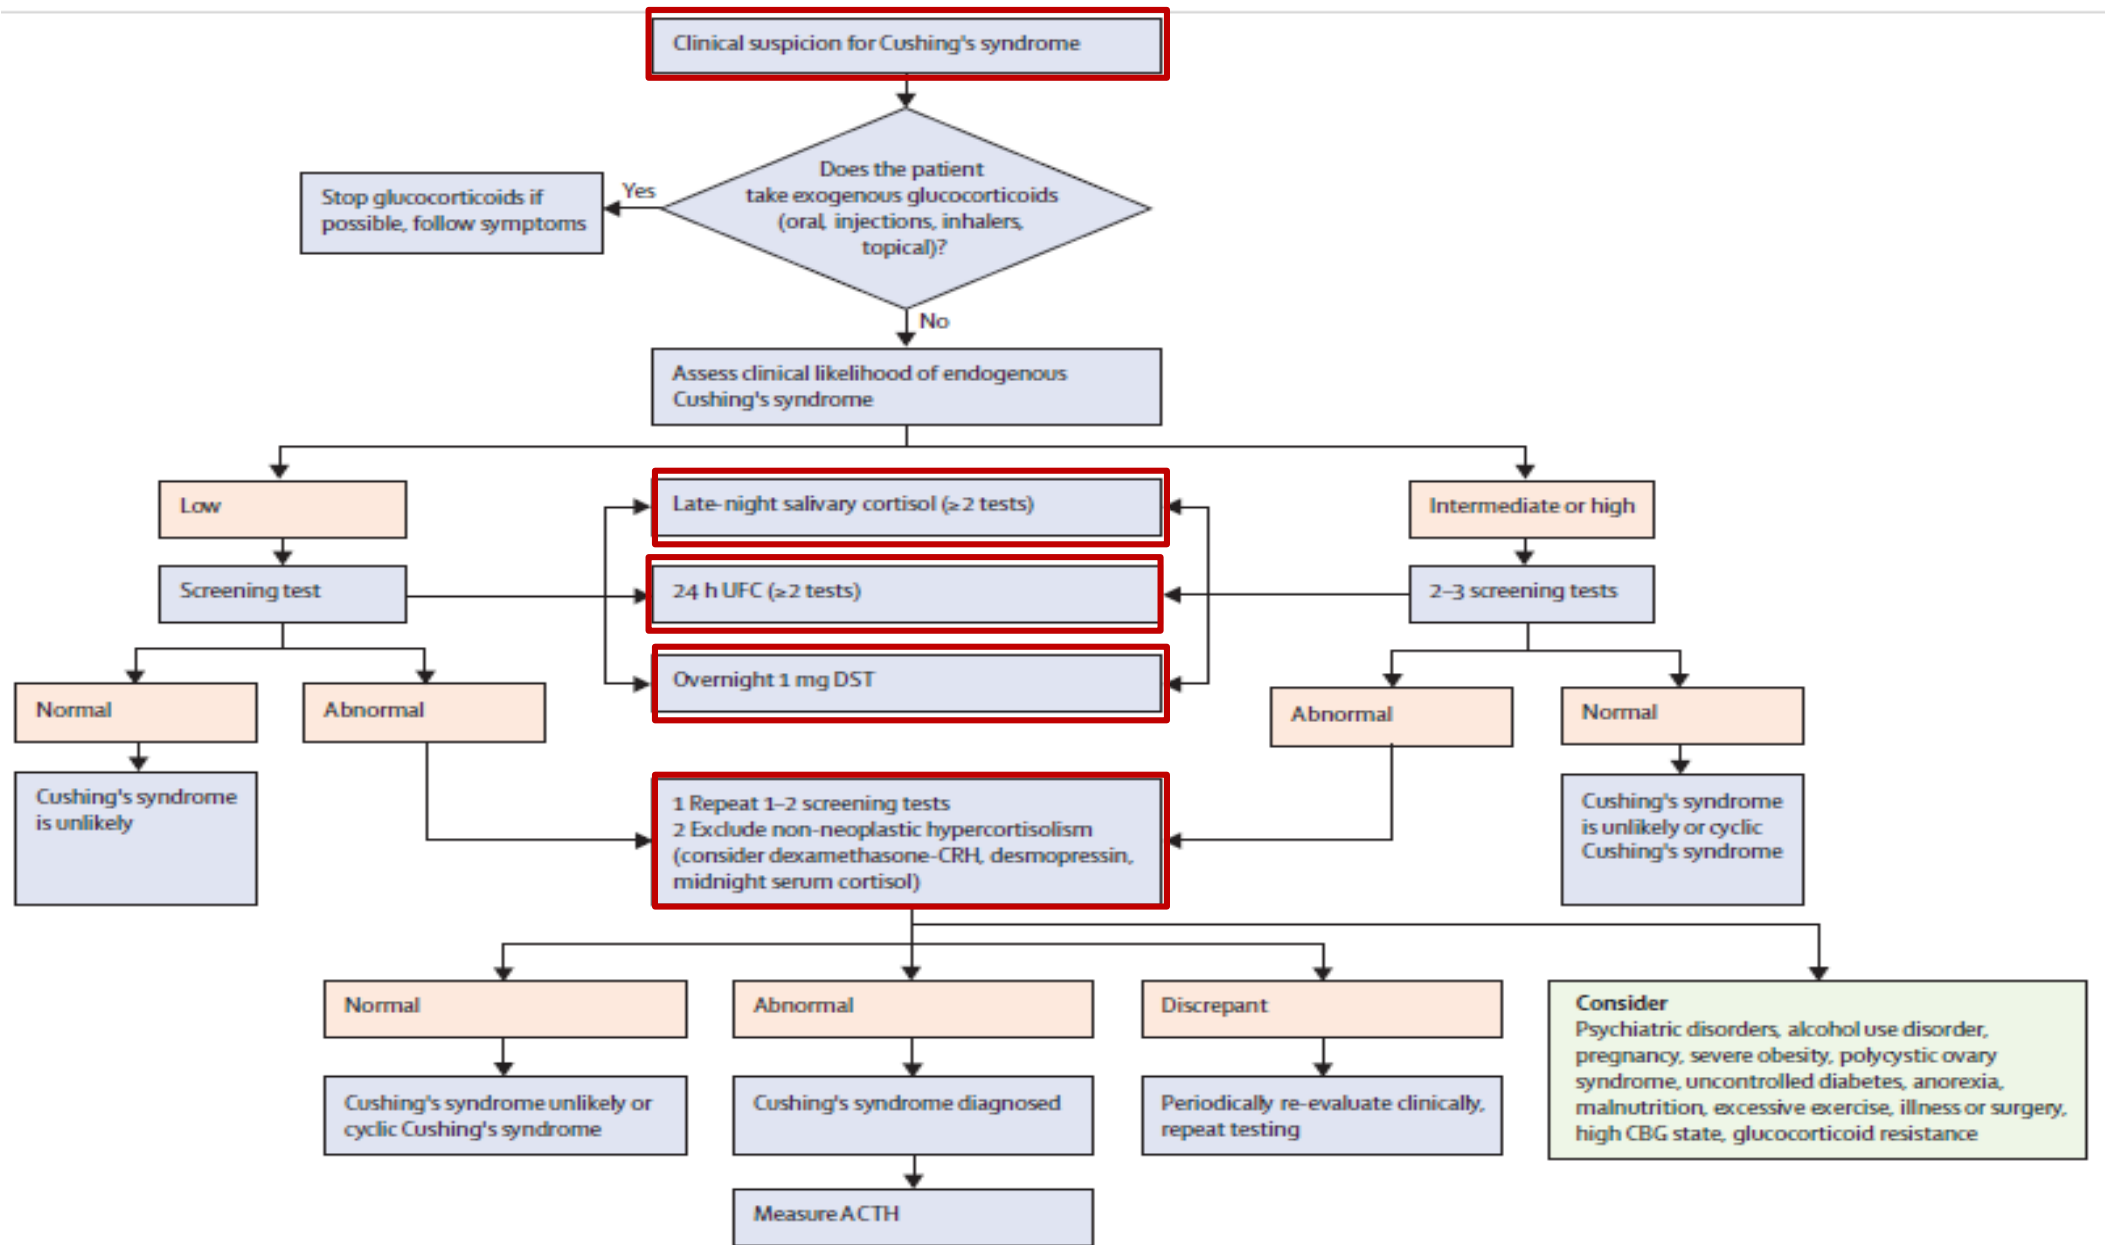 Clinical suspicion for Cushing's syndrome
Does the patient
take exogenous glucocorticoids
(oral, injections, inhalers,
topical)?
Yes
Stop glucocorticoids if
possible, follow symptoms
No
Assess clinical likelihood of endogenous
Cushing's syndrome
Low
Late-night salivary cortisol (≥2 tests)
Intermediate or high
Screening test
24 h UFC (≥2 tests)
2–3 screening tests
Overnight 1 mg DST
Normal
Abnormal
Abnormal
Normal
Cushing's syndrome
is unlikely
1 Repeat 1–2 screening tests
2 Exclude non-neoplastic hypercortisolism
(consider dexamethasone-CRH, desmopressin,
midnight serum cortisol)
Cushing's syndrome
is unlikely or cyclic
Cushing's syndrome
Normal
Abnormal
Discrepant
Consider
Psychiatric disorders, alcohol use disorder,
pregnancy, severe obesity, polycystic ovary
syndrome, uncontrolled diabetes, anorexia,
malnutrition, excessive exercise, illness or surgery,
high CBG state, glucocorticoid resistance
Cushing's syndrome unlikely or
cyclic Cushing's syndrome
Cushing's syndrome diagnosed
Periodically re-evaluate clinically,
repeat testing
Measure ACTH